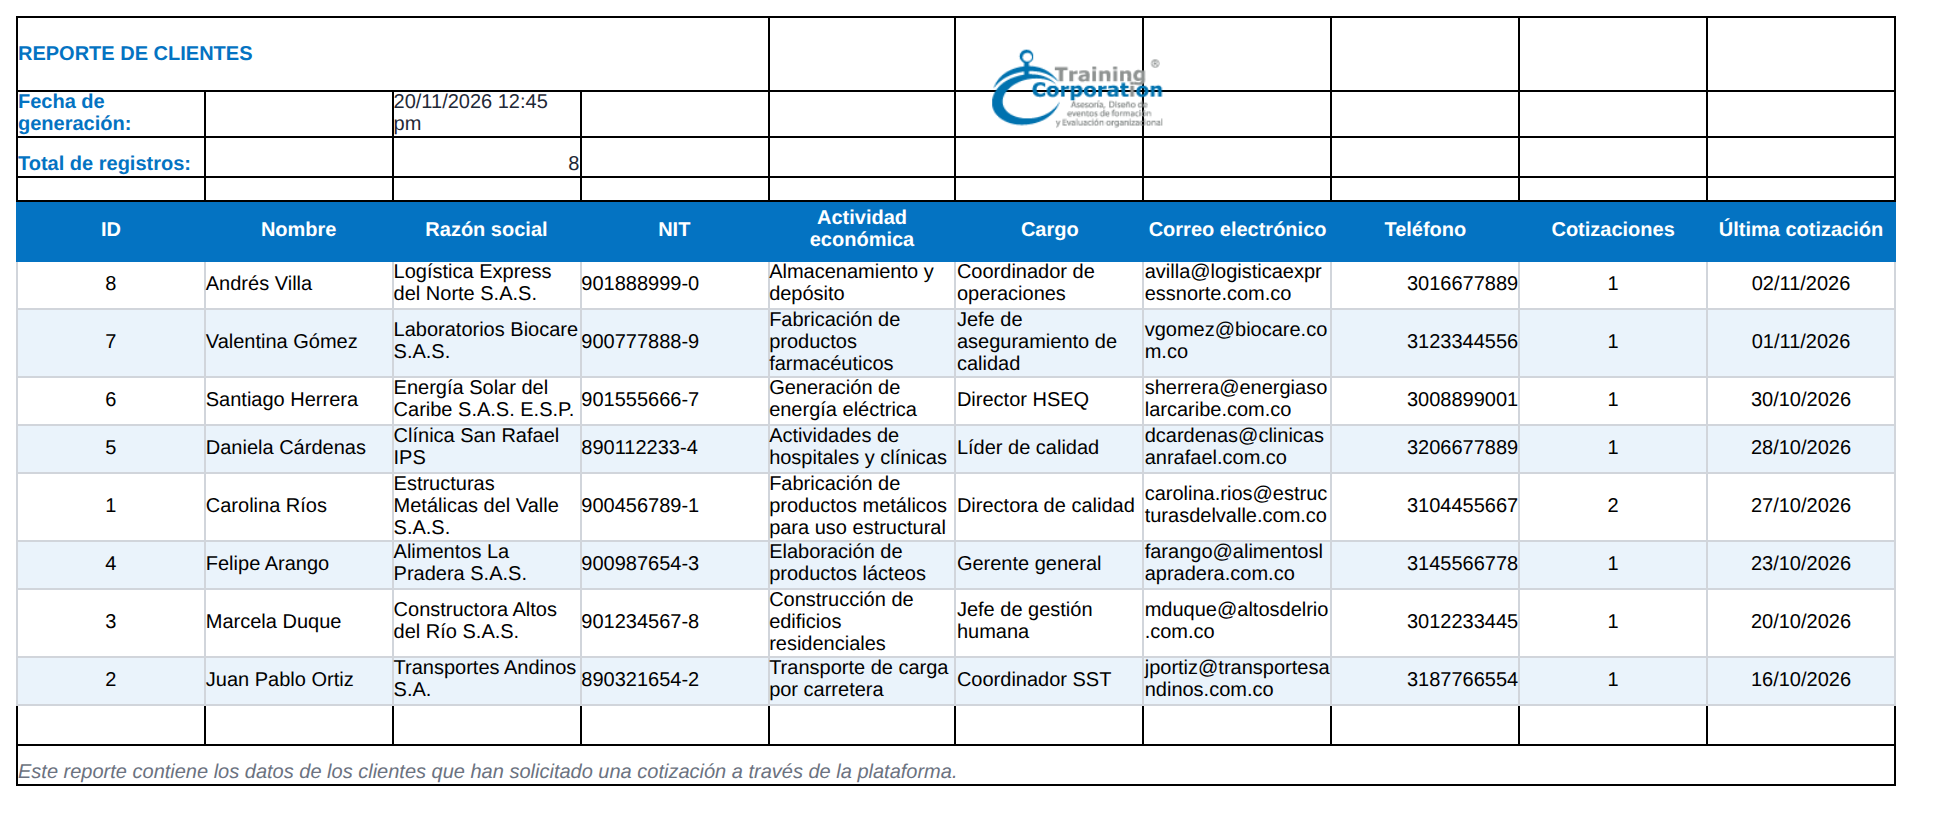 REPORTE DE CLIENTES
Training ®
Corporation
Asesoría, Diseño de
eventos de formación
y Evaluación organizacional
Fecha de
generación:
20/11/2026 12:45
pm
Total de registros: 8
ID Nombre Razón social NIT Actividad económica Cargo Correo electrónico Teléfono Cotizaciones Última cotización
8 Andrés Villa Logística Express del Norte S.A.S. 901888999-0 Almacenamiento y depósito Coordinador de operaciones avilla@logisticaexpressnorte.com.co 3016677889 1 02/11/2026
7 Valentina Gómez Laboratorios Biocare S.A.S. 900777888-9 Fabricación de productos farmacéuticos Jefe de aseguramiento de calidad vgomez@biocare.com.co 3123344556 1 01/11/2026
6 Santiago Herrera Energía Solar del Caribe S.A.S. E.S.P. 901555666-7 Generación de energía eléctrica Director HSEQ sherrera@energiasolarcaribe.com.co 3008899001 1 30/10/2026
5 Daniela Cárdenas Clínica San Rafael IPS 890112233-4 Actividades de hospitales y clínicas Líder de calidad dcardenas@clinicasanrafael.com.co 3206677889 1 28/10/2026
1 Carolina Ríos Estructuras Metálicas del Valle S.A.S. 900456789-1 Fabricación de productos metálicos para uso estructural Directora de calidad carolina.rios@estructurasdelvalle.com.co 3104455667 2 27/10/2026
4 Felipe Arango Alimentos La Pradera S.A.S. 900987654-3 Elaboración de productos lácteos Gerente general farango@alimentoslapradera.com.co 3145566778 1 23/10/2026
3 Marcela Duque Constructora Altos del Río S.A.S. 901234567-8 Construcción de edificios residenciales Jefe de gestión humana mduque@altosdelrio.com.co 3012233445 1 20/10/2026
2 Juan Pablo Ortiz Transportes Andinos S.A. 890321654-2 Transporte de carga por carretera Coordinador SST jportiz@transportesandinos.com.co 3187766554 1 16/10/2026
Este reporte contiene los datos de los clientes que han solicitado una cotización a través de la plataforma.